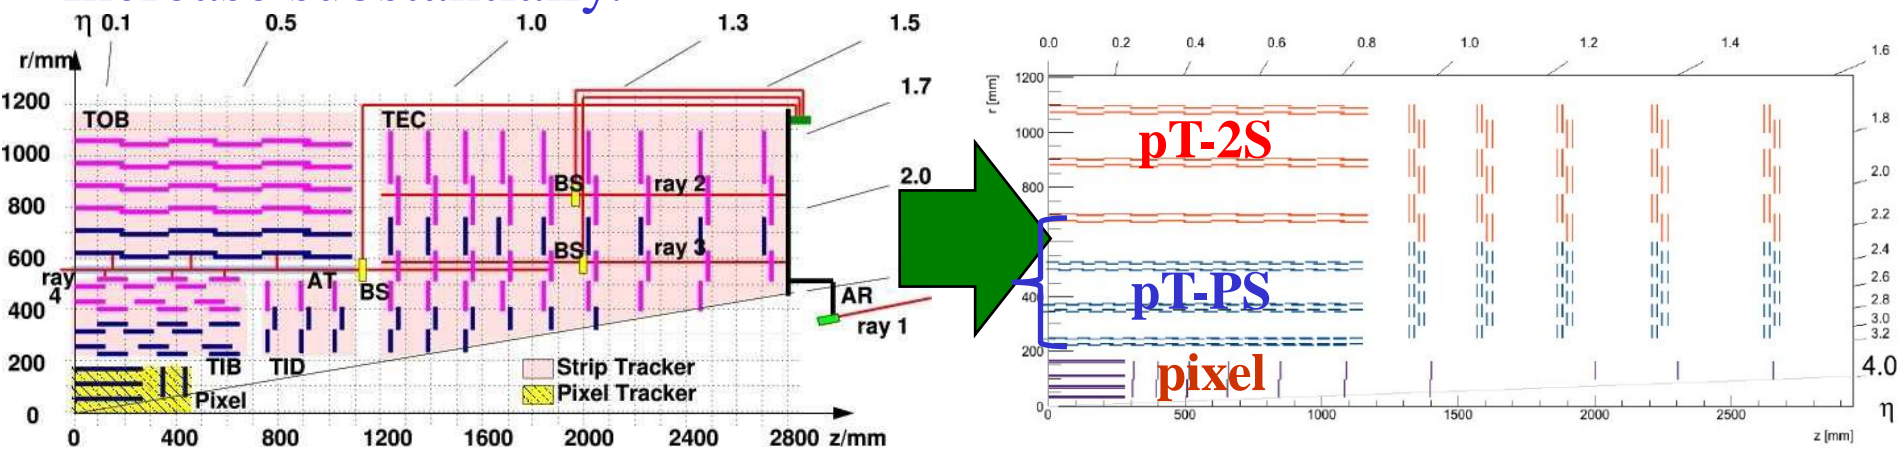 η 0.1 0.5 1.0 1.3 1.5
r/mm
1.7
2.0
1200
1000
800
600
400
200
0
TOB
TEC
BS
ray 2
BS
ray 3
ray
4
AT
BS
AR
ray 1
TIB
TID
Strip Tracker
Pixel Tracker
Pixel
0 400 800 1200 1600 2000 2400 2800 z/mm
0.0 0.2 0.4 0.6 0.8 1.0 1.2 1.4 1.6
r [mm]
1200
1000
800
400
200
0
pT-2S
pT-PS
pixel
1.8
2.0
2.2
2.4
2.6
2.8
3.0
3.2
4.0
η
0 500 1000 1500 2000 2500
z [mm]